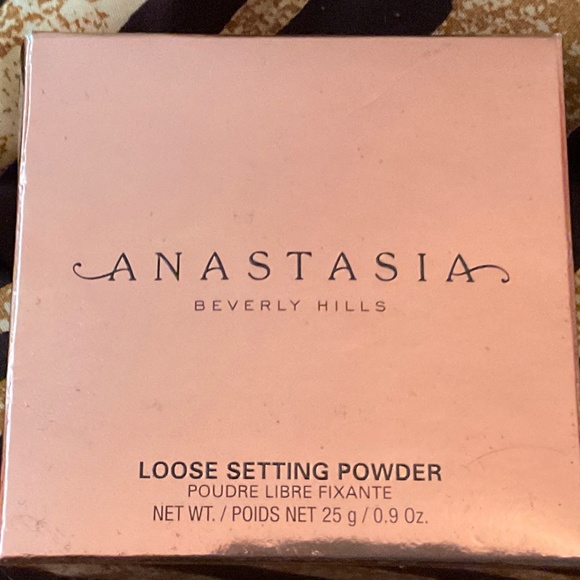 ANASTASIA
BEVERLY HILLS
LOOSE SETTING POWDER
POUDRE LIBRE FIXANTE
NET WT. / POIDS NET 25 g / 0.9 Oz.